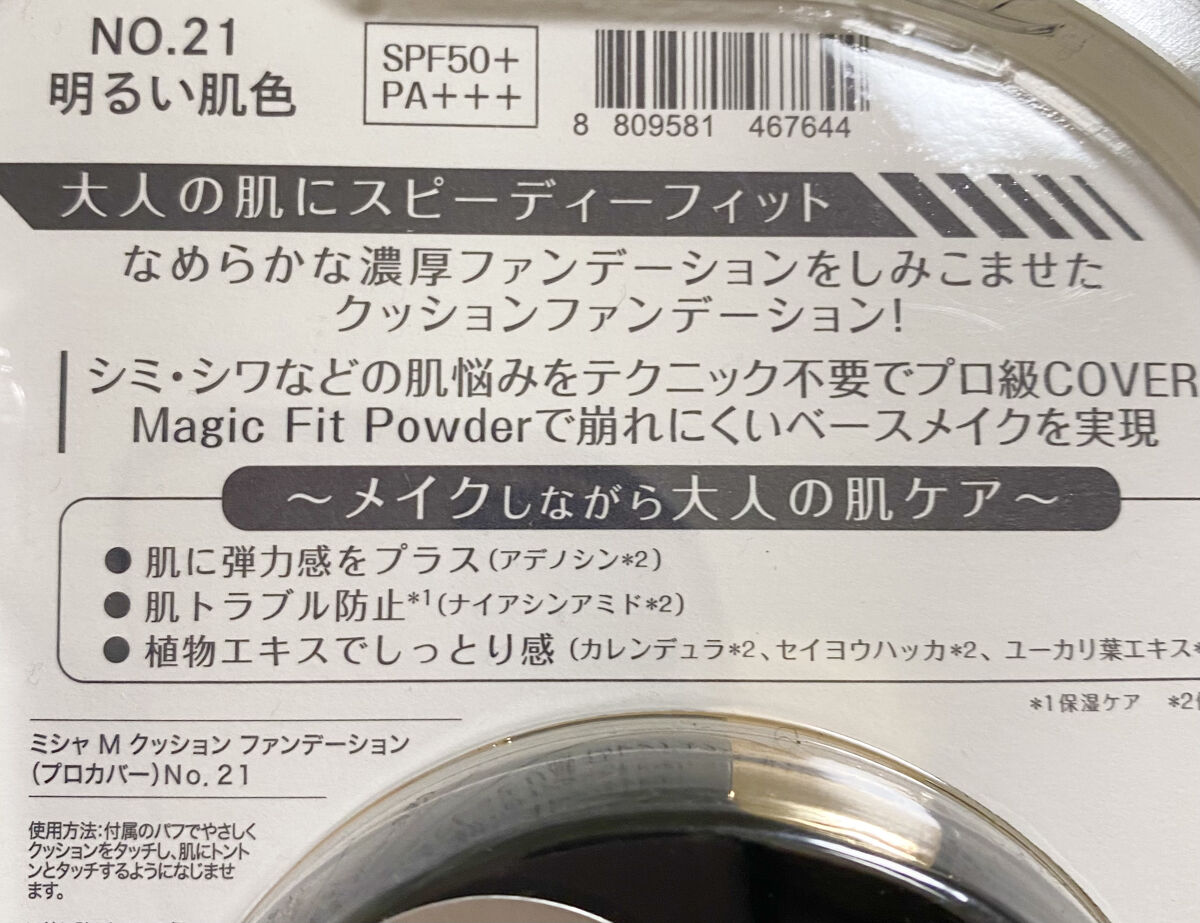 NO.21
明るい肌色
SPF50+
PA+++
8 809581 467644
大人の肌にスピーディーフィット
なめらかな濃厚ファンデーションをしみこませた
クッションファンデーション!
シミ・シワなどの肌悩みをテクニック不要でプロ級COVER
Magic Fit Powderで崩れにくいベースメイクを実現
～メイクしながら大人の肌ケア～
● 肌に弾力感をプラス(アデノシン*2)
● 肌トラブル防止*1(ナイアシンアミド*2)
● 植物エキスでしっとり感(カレンデュラ*2、セイヨウハッカ*2、ユーカリ葉エキス*
*1保湿ケア *2
ミシャ M クッション ファンデーション
(プロカバー)No.21
使用方法:付属のパフでやさしく
クッションをタッチし、肌にトント
ンとタッチするようになじませ
ます。